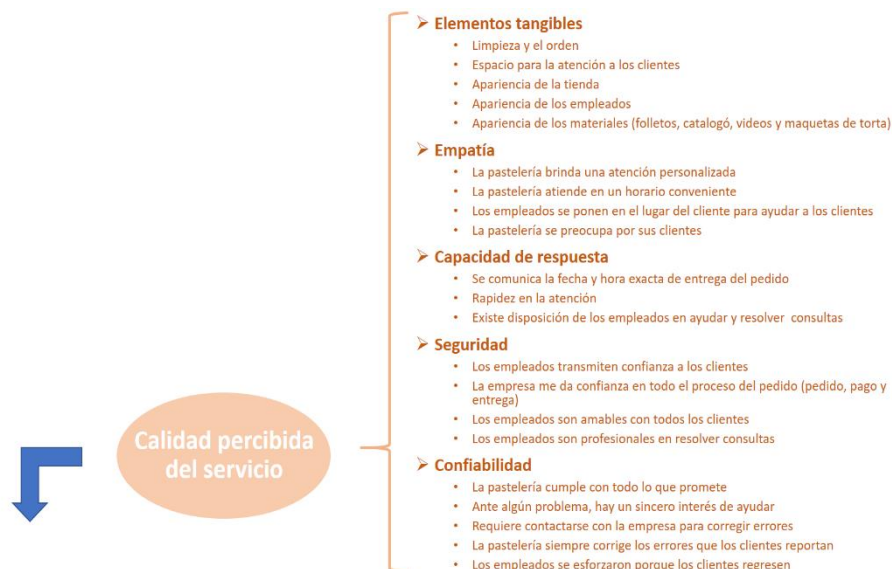 Elementos tangibles
Limpieza y el orden
Espacio para la atención a los clientes
Apariencia de la tienda
Apariencia de los empleados
Apariencia de los materiales (folletos, catalogó, videos y maquetas de torta)
Empatía
La pastelería brinda una atención personalizada
La pastelería atiende en un horario conveniente
Los empleados se ponen en el lugar del cliente para ayudar a los clientes
La pastelería se preocupa por sus clientes
Capacidad de respuesta
Se comunica la fecha y hora exacta de entrega del pedido
Rapidez en la atención
Existe disposición de los empleados en ayudar y resolver consultas
Seguridad
Los empleados transmiten confianza a los clientes
La empresa me da confianza en todo el proceso del pedido (pedido, pago y
entrega)
Los empleados son amables con todos los clientes
Los empleados son profesionales en resolver consultas
Calidad percibida
del servicio
Confiabilidad
La pastelería cumple con todo lo que promete
Ante algún problema, hay un sincero interés de ayudar
Requiere contactarse con la empresa para corregir errores
La pastelería siempre corrige los errores que los clientes reportan
Los empleados se esforzaron porque los clientes regresen